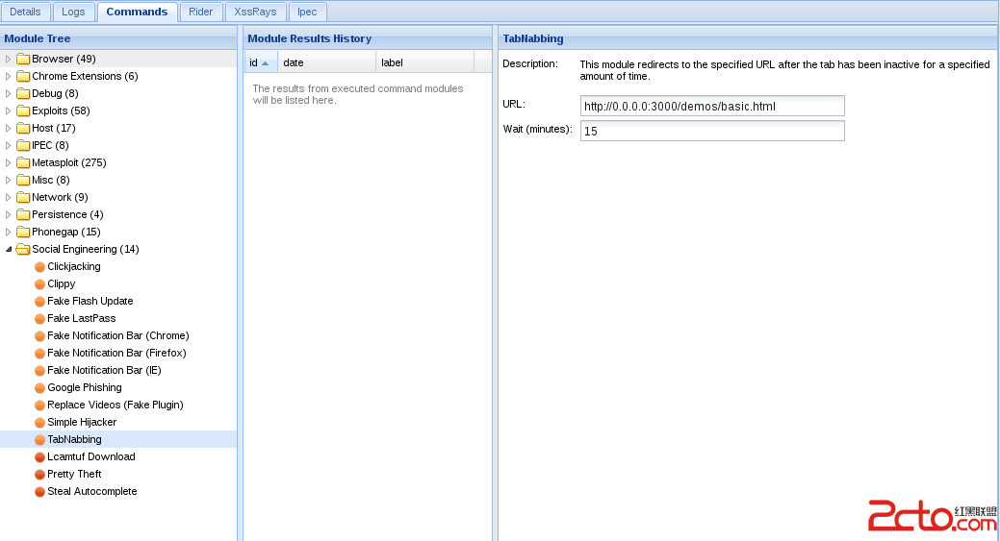 Details Logs Commands Rider XssRays Ipec
Module Tree
Browser (49)
Chrome Extensions (6)
Debug (8)
Exploits (58)
Host (17)
IPEC (8)
Metasploit (275)
Misc (8)
Network (9)
Persistence (4)
Phonegap (15)
Social Engineering (14)
Clickjacking
Clippy
Fake Flash Update
Fake LastPass
Fake Notification Bar (Chrome)
Fake Notification Bar (Firefox)
Fake Notification Bar (IE)
Google Phishing
Replace Videos (Fake Plugin)
Simple Hijacker
TabNabbing
Lcamtuf Download
Pretty Theft
Steal Autocomplete
Module Results History
id date label
The results from executed command modules
will be listed here.
TabNabbing
Description: This module redirects to the specified URL after the tab has been inactive for a specified
amount of time.
URL: http://0.0.0.0:3000/demos/basic.html
Wait (minutes): 15
2cto.com
红黑联盟